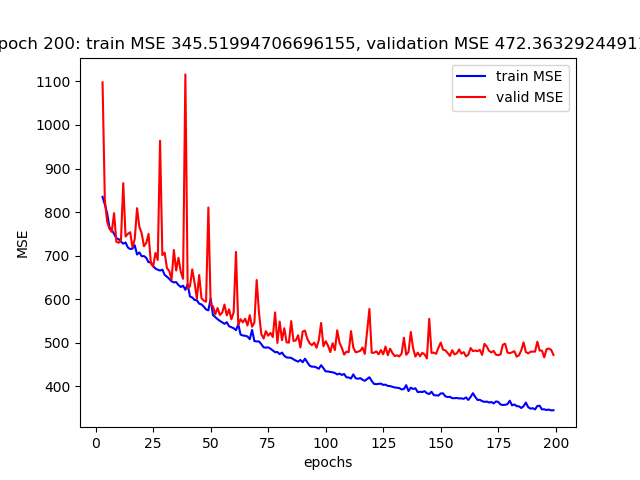 poch 200: train MSE 345.51994706696155, validation MSE 472.3632924491
train MSE
valid MSE
1100
1000
900
800
700
600
500
400
MSE
0 25 50 75 100 125 150 175 200
epochs